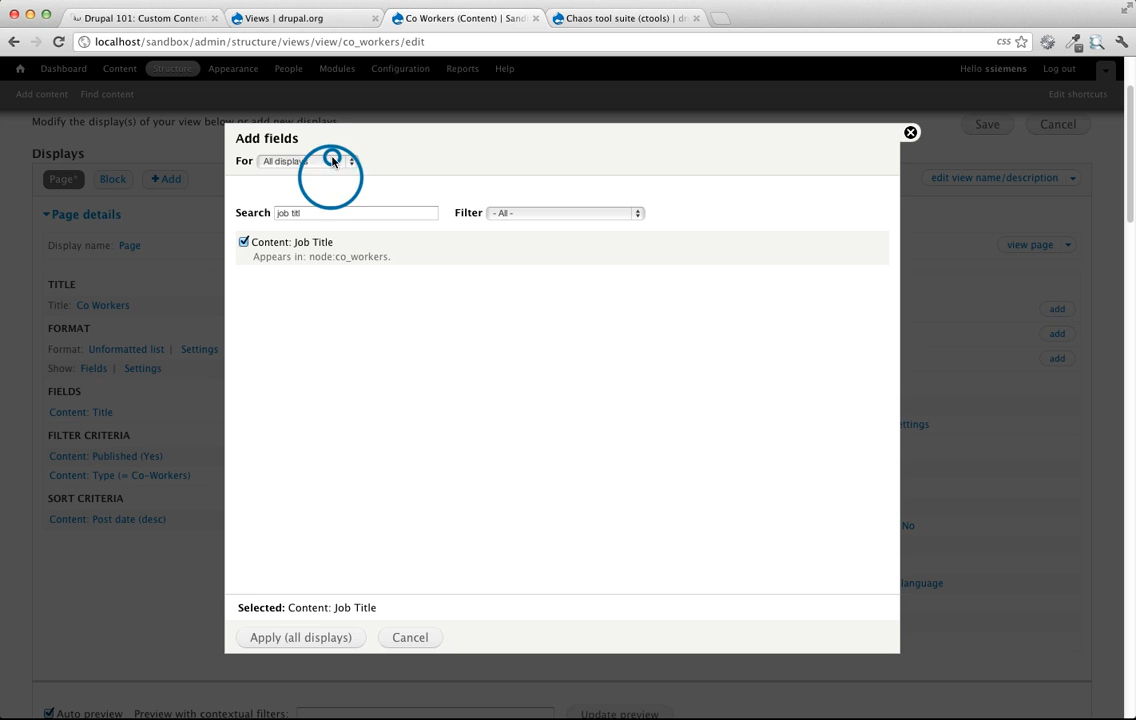 Drupal 101: Custom Content
Views | drupal.org
Co Workers (Content) | Sand
Chaos tool suite (ctools) | dr
localhost/sandbox/admin/structure/views/view/co_workers/edit
css
Dashboard Content Structure Appearance People Modules Configuration Reports Help
Hello ssiemens Log out
Add content Find content
Edit shortcuts
Modify the display(s) of your view below or add new displays.
Save Cancel
Displays
Page* Block Add
edit view name/description
Page details
Display name: Page
view page
TITLE
Title: Co Workers
add
FORMAT
add
Format: Unformatted list | Settings
add
Show: Fields | Settings
FIELDS
Content: Title
ettings
FILTER CRITERIA
Content: Published (Yes)
Content: Type (= Co-Workers)
SORT CRITERIA
Content: Post date (desc)
No
language
Add fields
For All displays
Search job titl Filter - All -
Content: Job Title
Appears in: node:co_workers.
Selected: Content: Job Title
Apply (all displays) Cancel
Auto preview Preview with contextual filters: Update preview